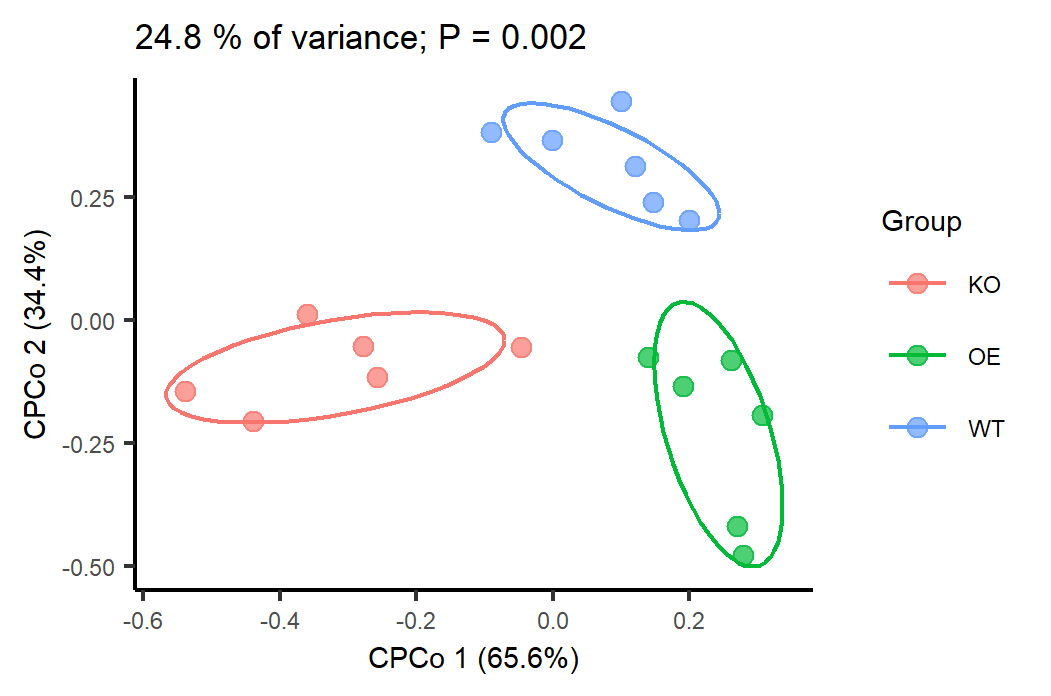 24.8 % of variance; P = 0.002
CPCo 2 (34.4%)
0.25
0.00
-0.25
-0.50
-0.6 -0.4 -0.2 0.0 0.2
CPCo 1 (65.6%)
Group
KO
OE
WT